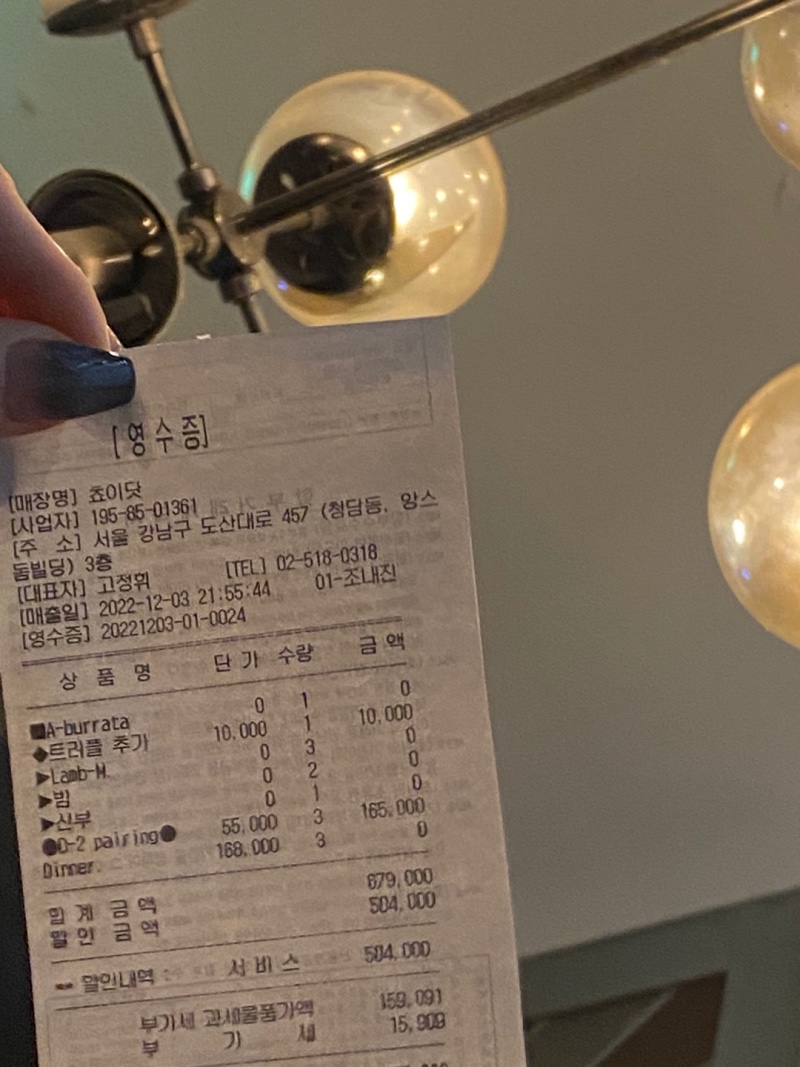 [영수증]
[매장명] 쵸이닷
[사업자] 195-85-01361
[주 소] 서울 강남구 도산대로 457 (청담동, 앙스
돔빌딩) 3층
[대표자] 고정휘 [TEL] 02-518-0318
[매출일] 2022-12-03 21:55:44 01-조내진
[영수증] 20221203-01-0024
상 품 명 단 가 수량 금 액
■A-burrata 0 1 0
◆트러플 추가 10,000 1 10,000
▶Lamb-M 0 3 0
▶빔 0 2 0
▶신부 0 1 0
●D-2 pairing● 55,000 3 165,000
Dinner. 168,000 3 0
합 계 금 액 679,000
할 인 금 액 504,000
할인내역 : 서 비 스 504,000
부가세 과세물품가액 159,091
부 가 세 15,909